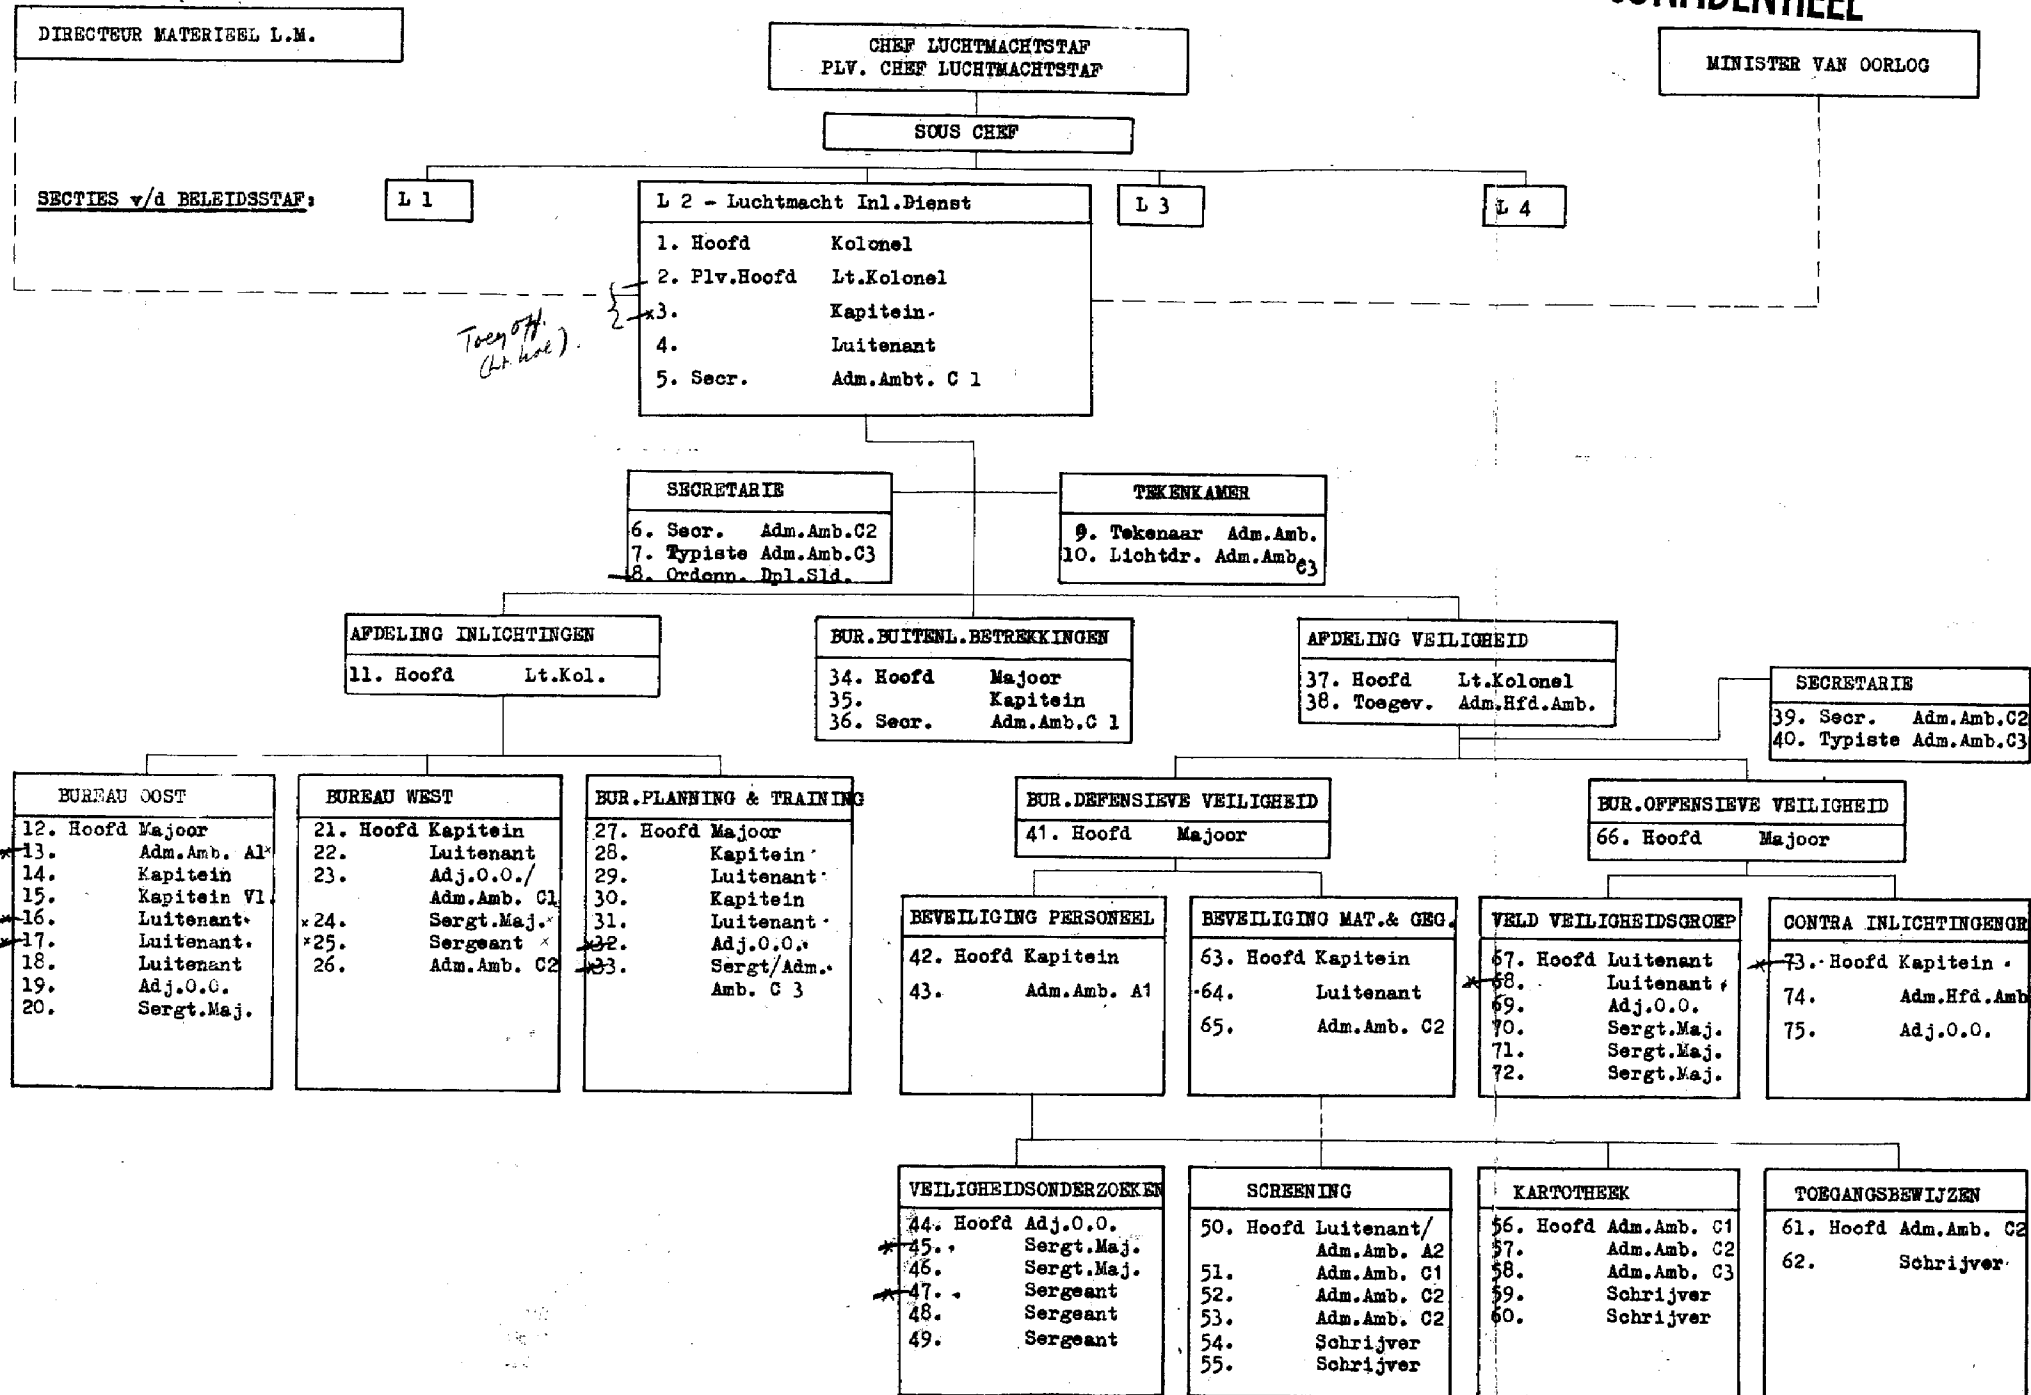 CONFIDENTIEEL
DIRECTEUR MATERIEEL L.M.
CHEF LUCHTMACHTSTAF
PLV. CHEF LUCHTMACHTSTAF
MINISTER VAN OORLOG
SOUS CHEF
SECTIES v/d BELEIDSSTAF:
L 1
L 2 - Luchtmacht Inl.Dienst
1. Hoofd Kolonel
2. Plv.Hoofd Lt.Kolonel
x3. Kapitein
4. Luitenant
5. Secr. Adm.Ambt. C 1
L 3
L 4
SECRETARIE
6. Secr. Adm.Amb.C2
7. Typiste Adm.Amb.C3
8. Ordonn. Dpl.Sld.
TEKENKAMER
9. Tekenaar Adm.Amb.
10. Lichtdr. Adm.Amb. C3
AFDELING INLICHTINGEN
11. Hoofd Lt.Kol.
BUR.BUITENL.BETREKKINGEN
34. Hoofd Majoor
35. Kapitein
36. Secr. Adm.Amb.C 1
AFDELING VEILIGHEID
37. Hoofd Lt.Kolonel
38. Toegev. Adm.Hfd.Amb.
SECRETARIE
39. Secr. Adm.Amb.C2
40. Typiste Adm.Amb.C3
BUREAU OOST
12. Hoofd Majoor
x13. Adm.Amb. A1x
14. Kapitein
15. Kapitein Vl.
x16. Luitenant
x17. Luitenant.
18. Luitenant
19. Adj.O.O.
20. Sergt.Maj.
BUREAU WEST
21. Hoofd Kapitein
22. Luitenant
23. Adj.O.O./
Adm.Amb. C1
x24. Sergt.Maj.x
x25. Sergeant x
26. Adm.Amb. C2
BUR.PLANNING & TRAINING
27. Hoofd Majoor
28. Kapitein
29. Luitenant
30. Kapitein
31. Luitenant
x32. Adj.O.O.
x33. Sergt/Adm.
Amb. C 3
BUR.DEFENSIEVE VEILIGHEID
41. Hoofd Majoor
BUR.OFFENSIEVE VEILIGHEID
66. Hoofd Majoor
BEVEILIGING PERSONEEL
42. Hoofd Kapitein
43. Adm.Amb. A1
BEVEILIGING MAT.& GEG.
63. Hoofd Kapitein
64. Luitenant
65. Adm.Amb. C2
VELD VEILIGHEIDSGROEP
67. Hoofd Luitenant
x68. Luitenant
69. Adj.O.O.
70. Sergt.Maj.
71. Sergt.Maj.
72. Sergt.Maj.
CONTRA INLICHTINGENGR
x73. Hoofd Kapitein
74. Adm.Hfd.Amb
75. Adj.O.O.
VEILIGHEIDSONDERZOEKEN
44. Hoofd Adj.O.O.
x45. Sergt.Maj.
46. Sergt.Maj.
x47. Sergeant
48. Sergeant
49. Sergeant
SCREENING
50. Hoofd Luitenant/
Adm.Amb. A2
51. Adm.Amb. C1
52. Adm.Amb. C2
53. Adm.Amb. C2
54. Schrijver
55. Schrijver
KARTOTHEEK
56. Hoofd Adm.Amb. C1
57. Adm.Amb. C2
58. Adm.Amb. C3
59. Schrijver
60. Schrijver
TOEGANGSBEWIJZEN
61. Hoofd Adm.Amb. C2
62. Schrijver